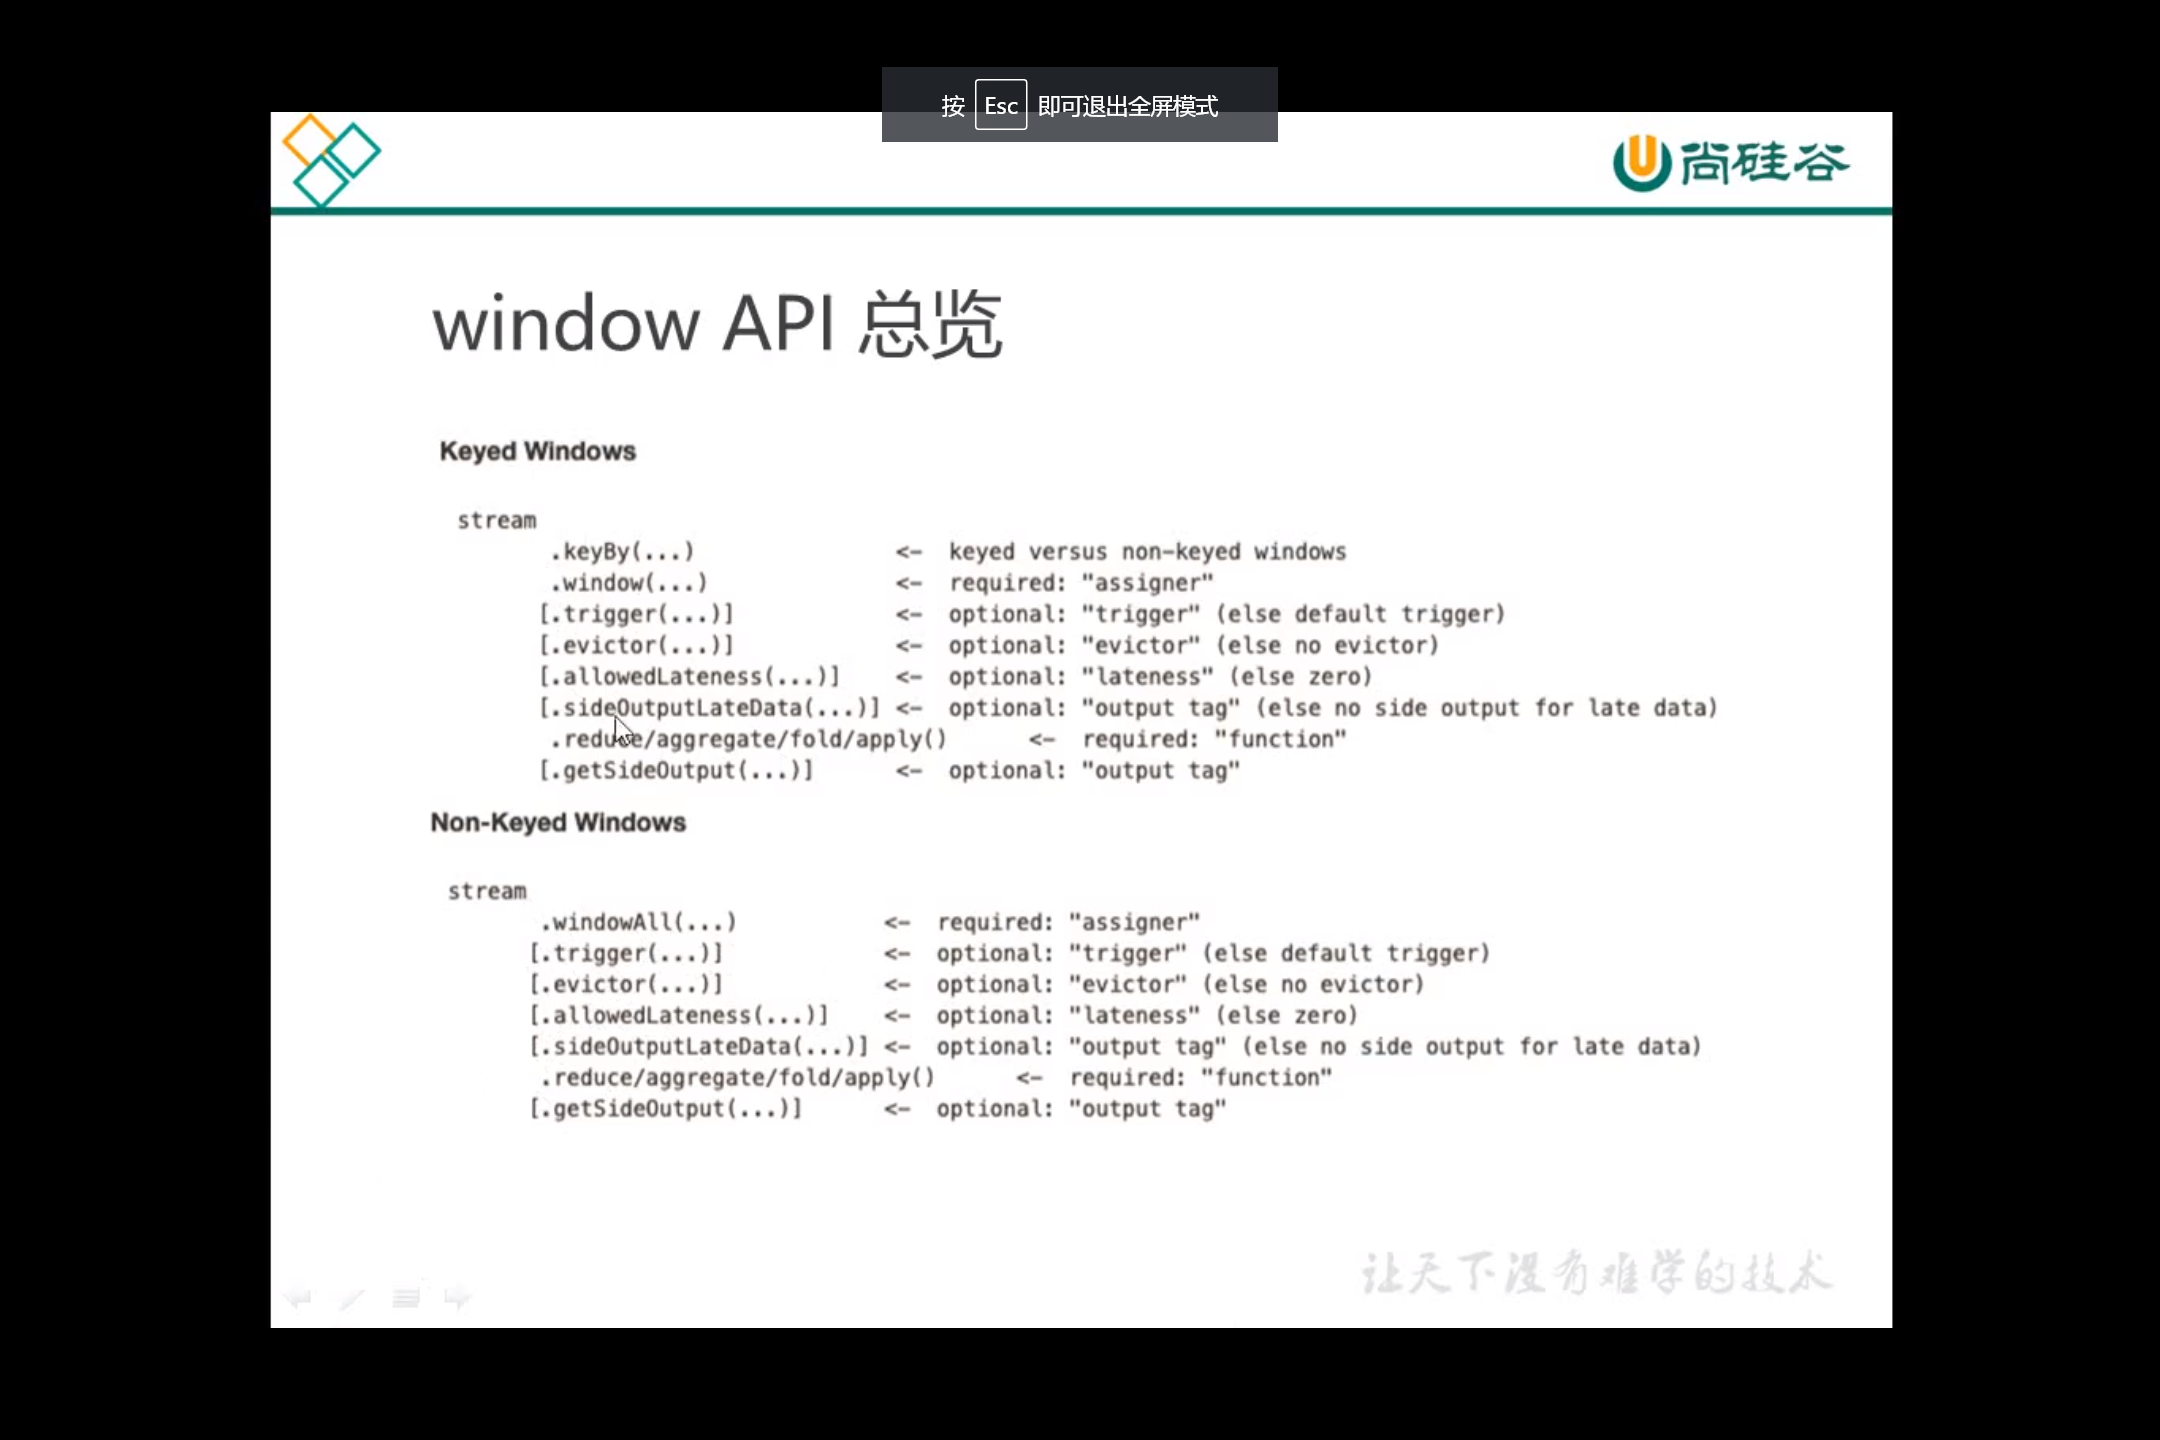 按 Esc 即可退出全屏模式
尚硅谷
window API 总览
Keyed Windows
stream
.keyBy(...) <- keyed versus non-keyed windows
.window(...) <- required: "assigner"
[.trigger(...)] <- optional: "trigger" (else default trigger)
[.evictor(...)] <- optional: "evictor" (else no evictor)
[.allowedLateness(...)] <- optional: "lateness" (else zero)
[.sideOutputLateData(...)] <- optional: "output tag" (else no side output for late data)
.reduce/aggregate/fold/apply() <- required: "function"
[.getSideOutput(...)] <- optional: "output tag"
Non-Keyed Windows
stream
.windowAll(...) <- required: "assigner"
[.trigger(...)] <- optional: "trigger" (else default trigger)
[.evictor(...)] <- optional: "evictor" (else no evictor)
[.allowedLateness(...)] <- optional: "lateness" (else zero)
[.sideOutputLateData(...)] <- optional: "output tag" (else no side output for late data)
.reduce/aggregate/fold/apply() <- required: "function"
[.getSideOutput(...)] <- optional: "output tag"
让天下没有难学的技术